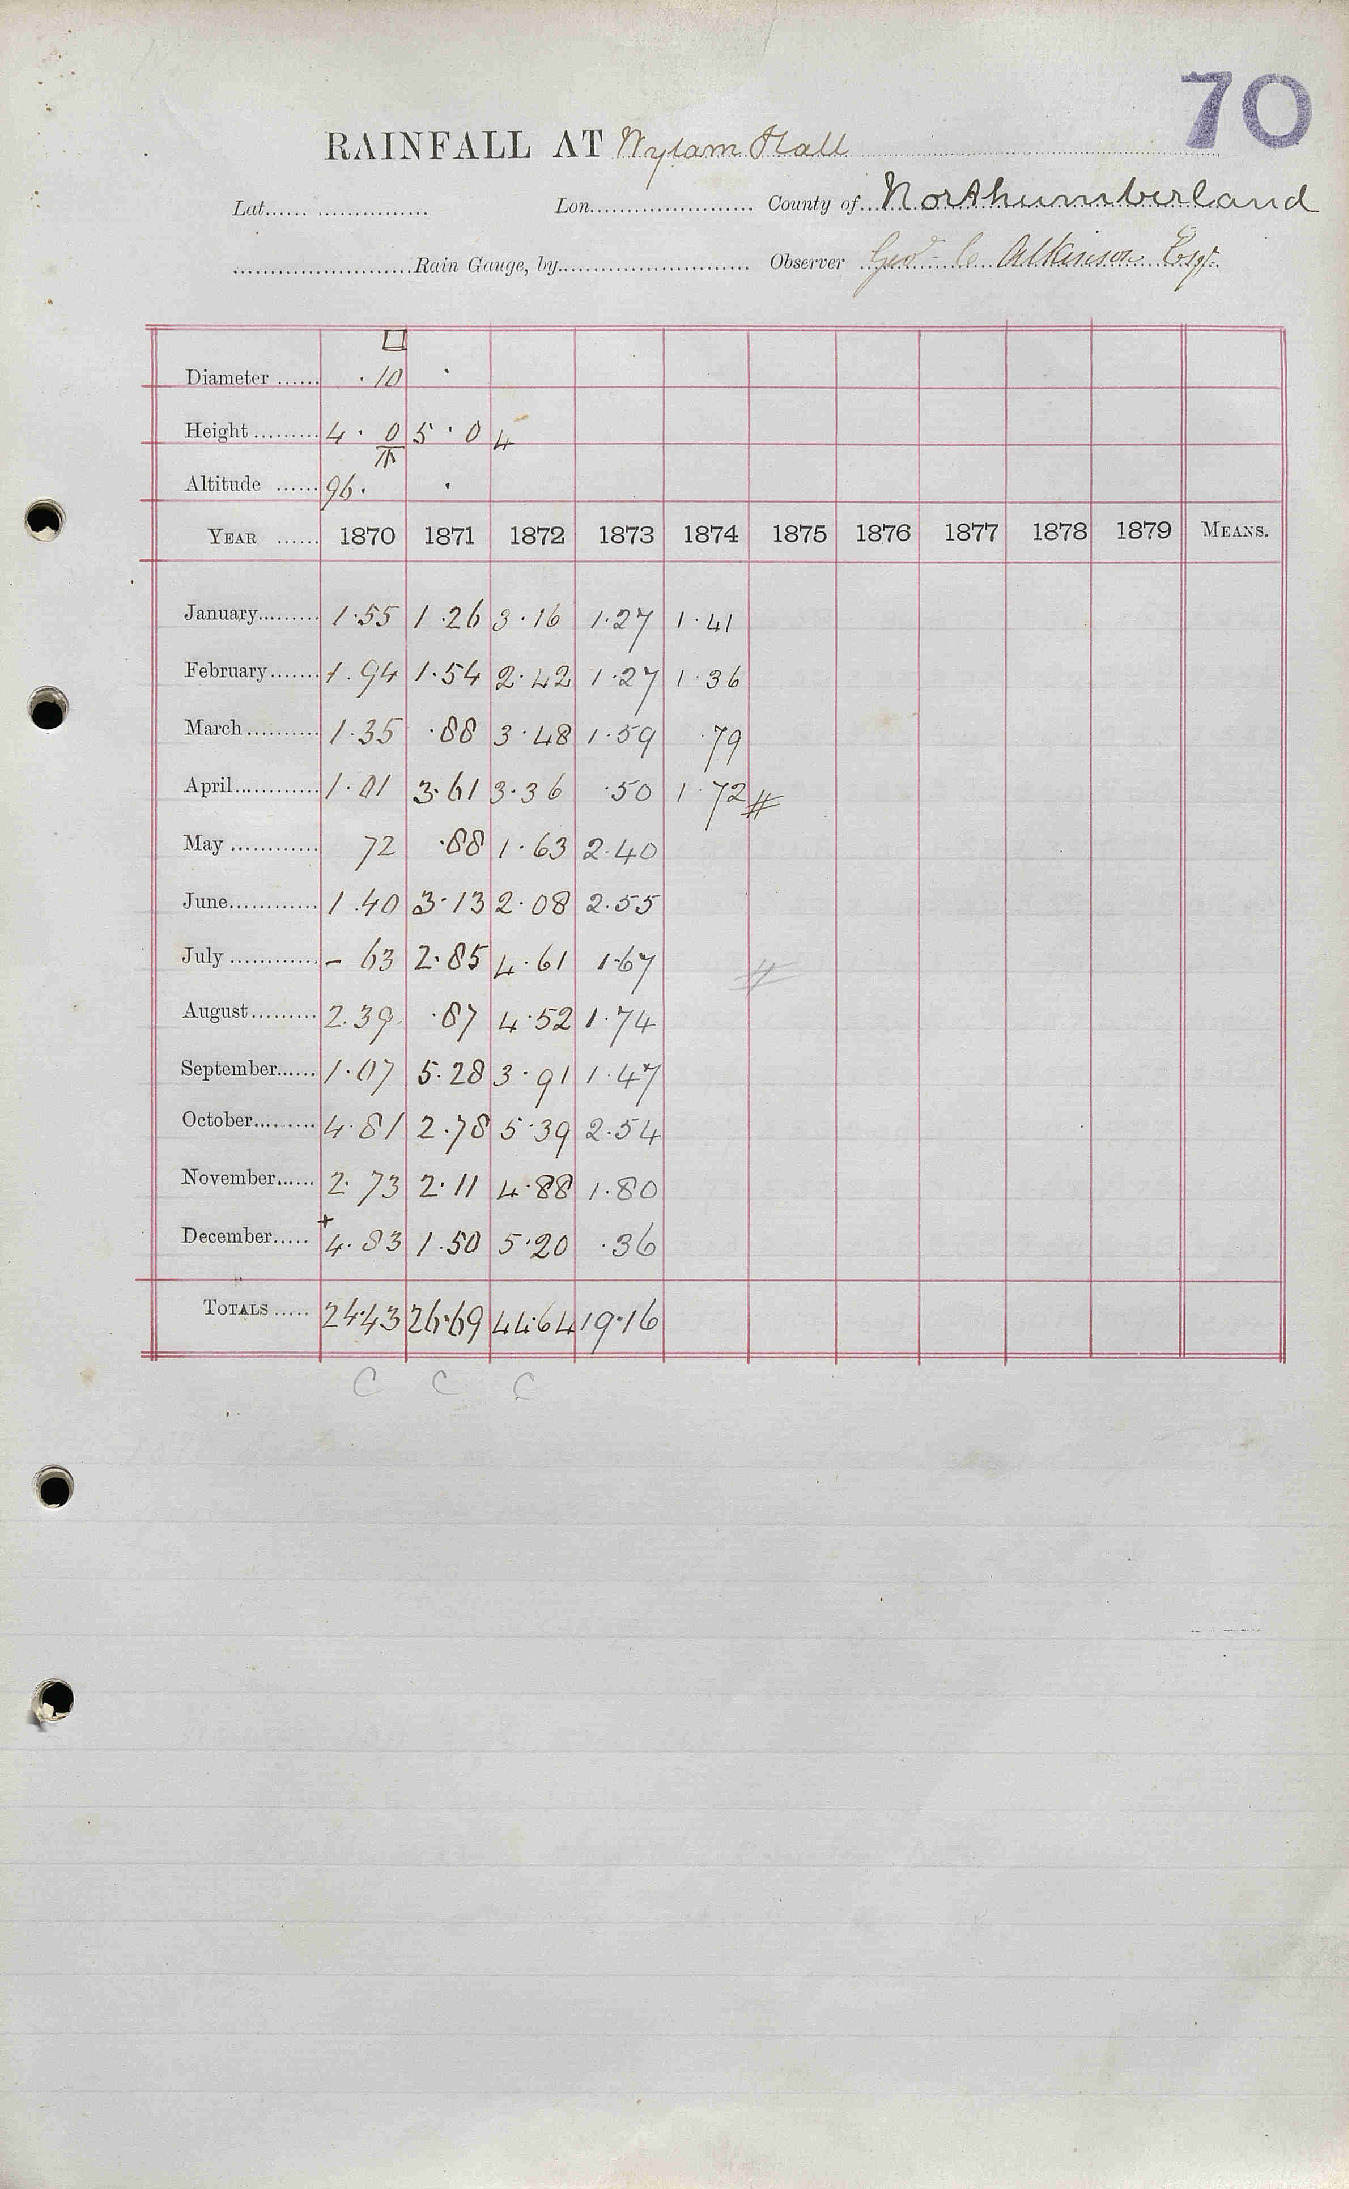 70
RAINFALL AT Wylam Hall
Lat. Lon. County of Northumberland
Rain Gauge, by Observer Geo. C. Atkinson Esqr.
Diameter ...... · 10 ·
Height ......... 4 · 0 5 · 0 4
Altitude ...... 96 · ·
YEAR ...... 1870 1871 1872 1873 1874 1875 1876 1877 1878 1879 MEANS.
January ......... 1·55 1·26 3·16 1·27 1·41
February ....... 1·94 1·54 2·42 1·27 1·36
March .......... 1·35 ·88 3·48 1·59 ·79
April ............ 1·01 3·61 3·36 ·50 1·72 #
May ............ 72 ·88 1·63 2·40
June ............ 1·40 3·13 2·08 2·55
July ............ - 63 2·85 4·61 1·67 #
August ......... 2·39 ·87 4·52 1·74
September ...... 1·07 5·28 3·91 1·47
October ......... 4·81 2·78 5·39 2·54
November ...... 2·73 2·11 4·88 1·80
December ..... + 4·83 1·50 5·20 ·36
TOTALS ..... 24·43 26·69 44·64 19·16
C C C